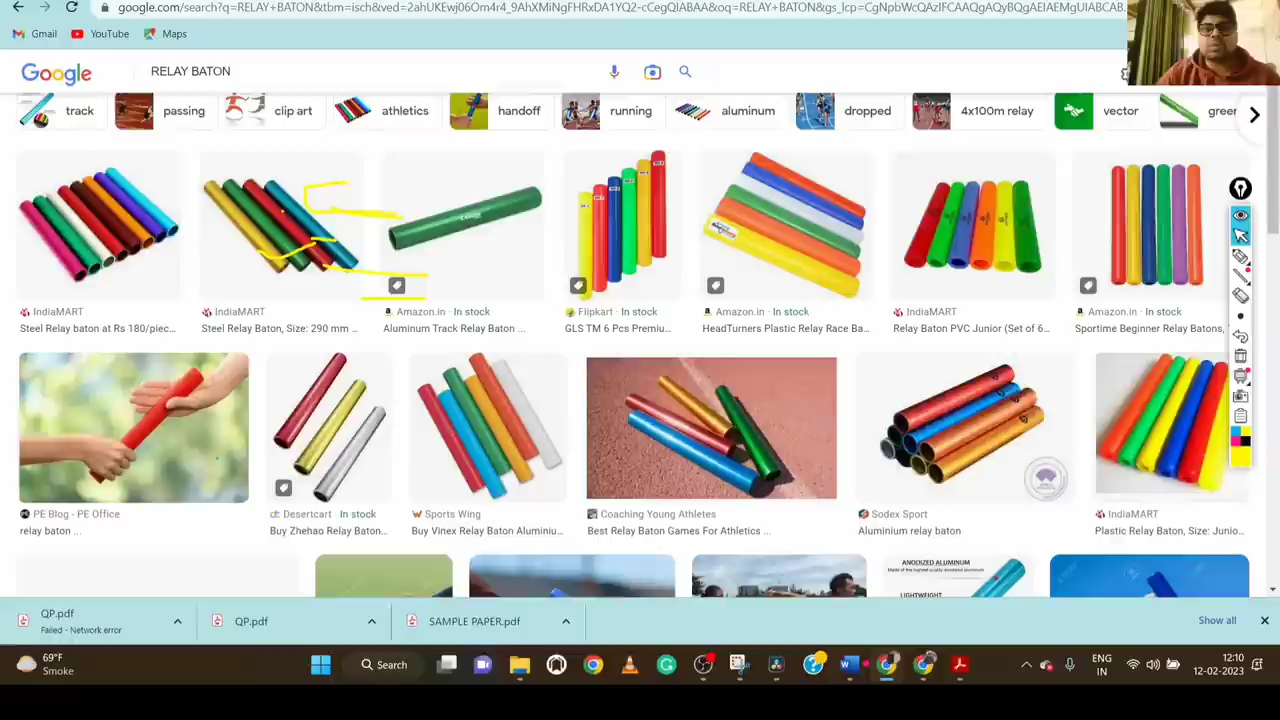 google.com/search?q=RELAY+BATON&tbm=isch&ved=2ahUKEwj06Om4r4_9AhXMiNgFHRxDA1YQ2-cCegQIABAA&oq=RELAY+BATON&gs_lcp=CgNpbWcQAzIFCAAQgAQyBQgAEIAEMgUIABCAB.
Gmail YouTube Maps
Google RELAY BATON
track passing clip art athletics handoff running aluminum dropped 4x100m relay vector gree
IndiaMART
Steel Relay baton at Rs 180/piec...
IndiaMART
Steel Relay Baton, Size: 290 mm ...
Amazon.in · In stock
Aluminum Track Relay Baton ...
Flipkart · In stock
GLS TM 6 Pcs Premiu...
Amazon.in · In stock
HeadTurners Plastic Relay Race Ba...
IndiaMART
Relay Baton PVC Junior (Set of 6...
Amazon.in · In stock
Sportime Beginner Relay Batons,
PE Blog - PE Office
relay baton ...
Desertcart · In stock
Buy Zhehao Relay Baton...
Sports Wing
Buy Vinex Relay Baton Aluminiu...
Coaching Young Athletes
Best Relay Baton Games For Athletics ...
Sodex Sport
Aluminium relay baton
IndiaMART
Plastic Relay Baton, Size: Junio...
ANODIZED ALUMINUM
LIGHTWEIGHT
QP.pdf
Failed - Network error
QP.pdf
SAMPLE PAPER.pdf
Show all
69°F
Smoke
Search
ENG
IN
12:10
12-02-2023